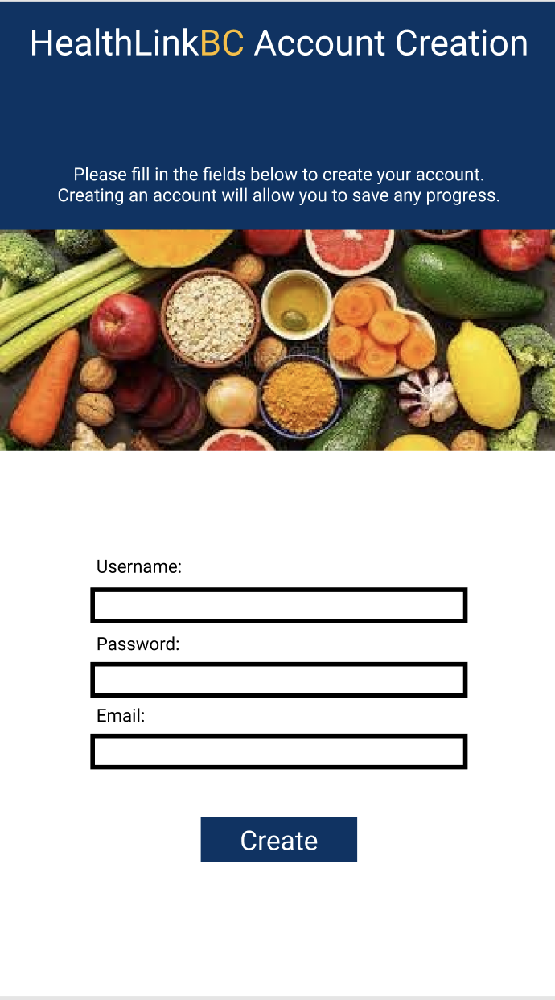 HealthLinkBC Account Creation
Please fill in the fields below to create your account.
Creating an account will allow you to save any progress.
Username:
Password:
Email:
Create